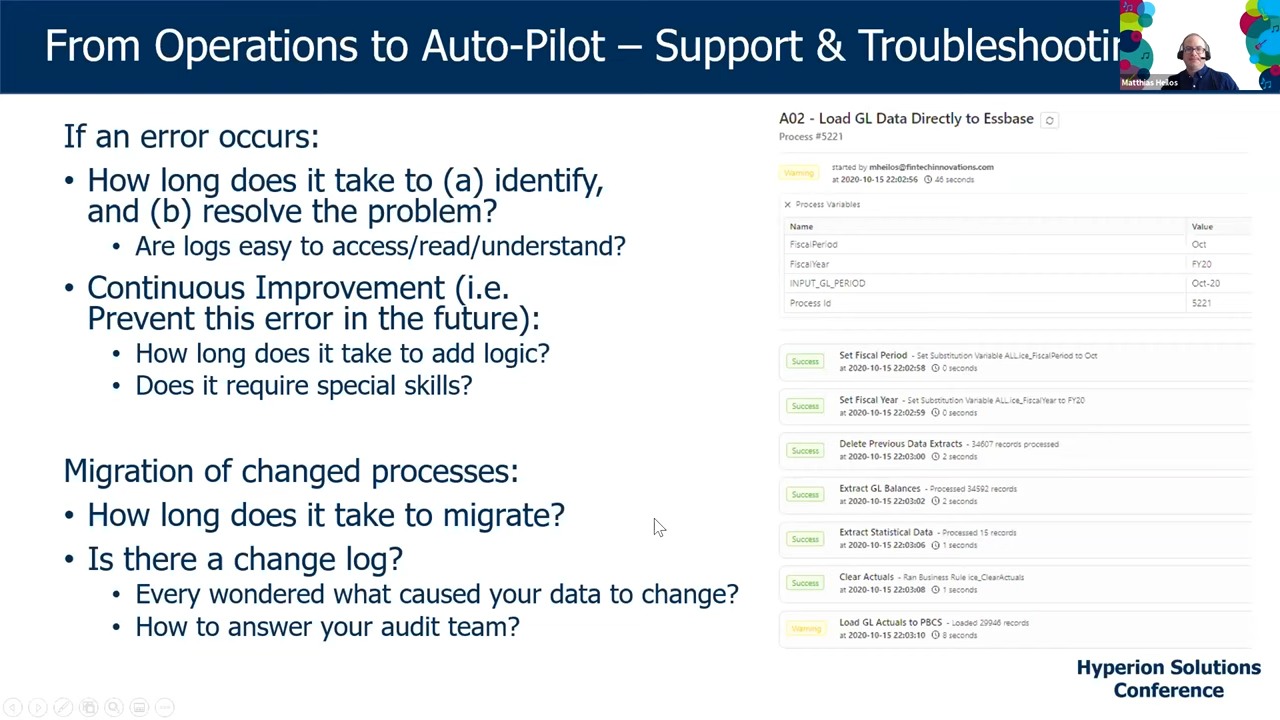 From Operations to Auto-Pilot – Support & Troubleshootin
Matthias Heilos
If an error occurs:
• How long does it take to (a) identify,
and (b) resolve the problem?
• Are logs easy to access/read/understand?
• Continuous Improvement (i.e.
Prevent this error in the future):
• How long does it take to add logic?
• Does it require special skills?
Migration of changed processes:
• How long does it take to migrate?
• Is there a change log?
• Every wondered what caused your data to change?
• How to answer your audit team?
A02 - Load GL Data Directly to Essbase
Process #5221
Warning
started by mheilos@fintechinnovations.com
at 2020-10-15 22:02:56 46 seconds
Process Variables
Name Value
FiscalPeriod Oct
FiscalYear FY20
INPUT_GL_PERIOD Oct-20
Process Id 5221
Success
Set Fiscal Period - Set Substitution Variable ALL.ice_FiscalPeriod to Oct
at 2020-10-15 22:02:58 0 seconds
Success
Set Fiscal Year - Set Substitution Variable ALL.ice_FiscalYear to FY20
at 2020-10-15 22:02:59 0 seconds
Success
Delete Previous Data Extracts - 34607 records processed
at 2020-10-15 22:03:00 2 seconds
Success
Extract GL Balances - Processed 34592 records
at 2020-10-15 22:03:02 2 seconds
Success
Extract Statistical Data - Processed 15 records
at 2020-10-15 22:03:06 1 seconds
Success
Clear Actuals - Ran Business Rule ice_ClearActuals
at 2020-10-15 22:03:08 1 seconds
Warning
Load GL Actuals to PBCS - Loaded 29946 records
at 2020-10-15 22:03:10 8 seconds
Hyperion Solutions
Conference